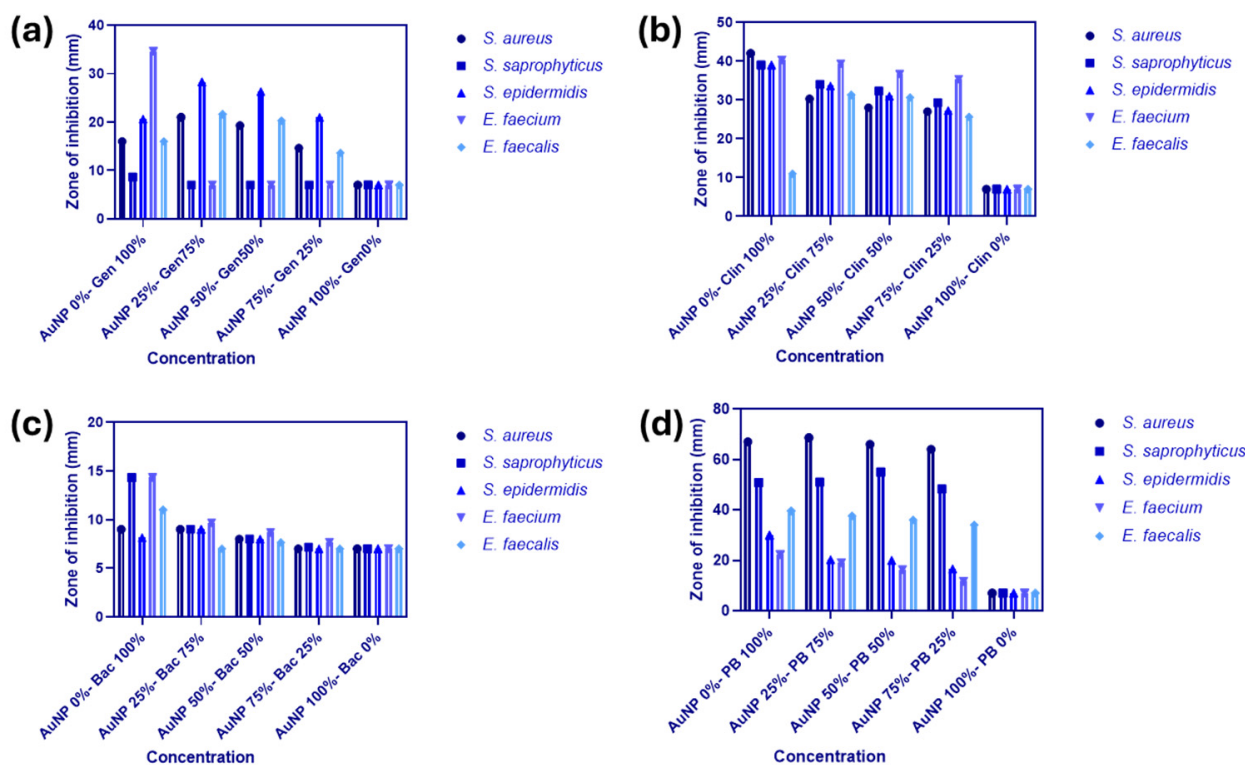 (a)
Zone of inhibition (mm)
40
30
20
10
0
AuNP 0%- Gen 100%
AuNP 25%- Gen75%
AuNP 50%- Gen50%
AuNP 75%- Gen 25%
AuNP 100%- Gen0%
Concentration
S. aureus
S. saprophyticus
S. epidermidis
E. faecium
E. faecalis
(b)
Zone of inhibition (mm)
50
40
30
20
10
0
AuNP 0%- Clin 100%
AuNP 25%- Clin 75%
AuNP 50%- Clin 50%
AuNP 75%- Clin 25%
AuNP 100%- Clin 0%
Concentration
S. aureus
S. saprophyticus
S. epidermidis
E. faecium
E. faecalis
(c)
Zone of inhibition (mm)
20
15
10
5
0
AuNP 0%- Bac 100%
AuNP 25%- Bac 75%
AuNP 50%- Bac 50%
AuNP 75%- Bac 25%
AuNP 100%- Bac 0%
Concentration
S. aureus
S. saprophyticus
S. epidermidis
E. faecium
E. faecalis
(d)
Zone of inhibition (mm)
80
60
40
20
0
AuNP 0%- PB 100%
AuNP 25%- PB 75%
AuNP 50%- PB 50%
AuNP 75%- PB 25%
AuNP 100%- PB 0%
Concentration
S. aureus
S. saprophyticus
S. epidermidis
E. faecium
E. faecalis